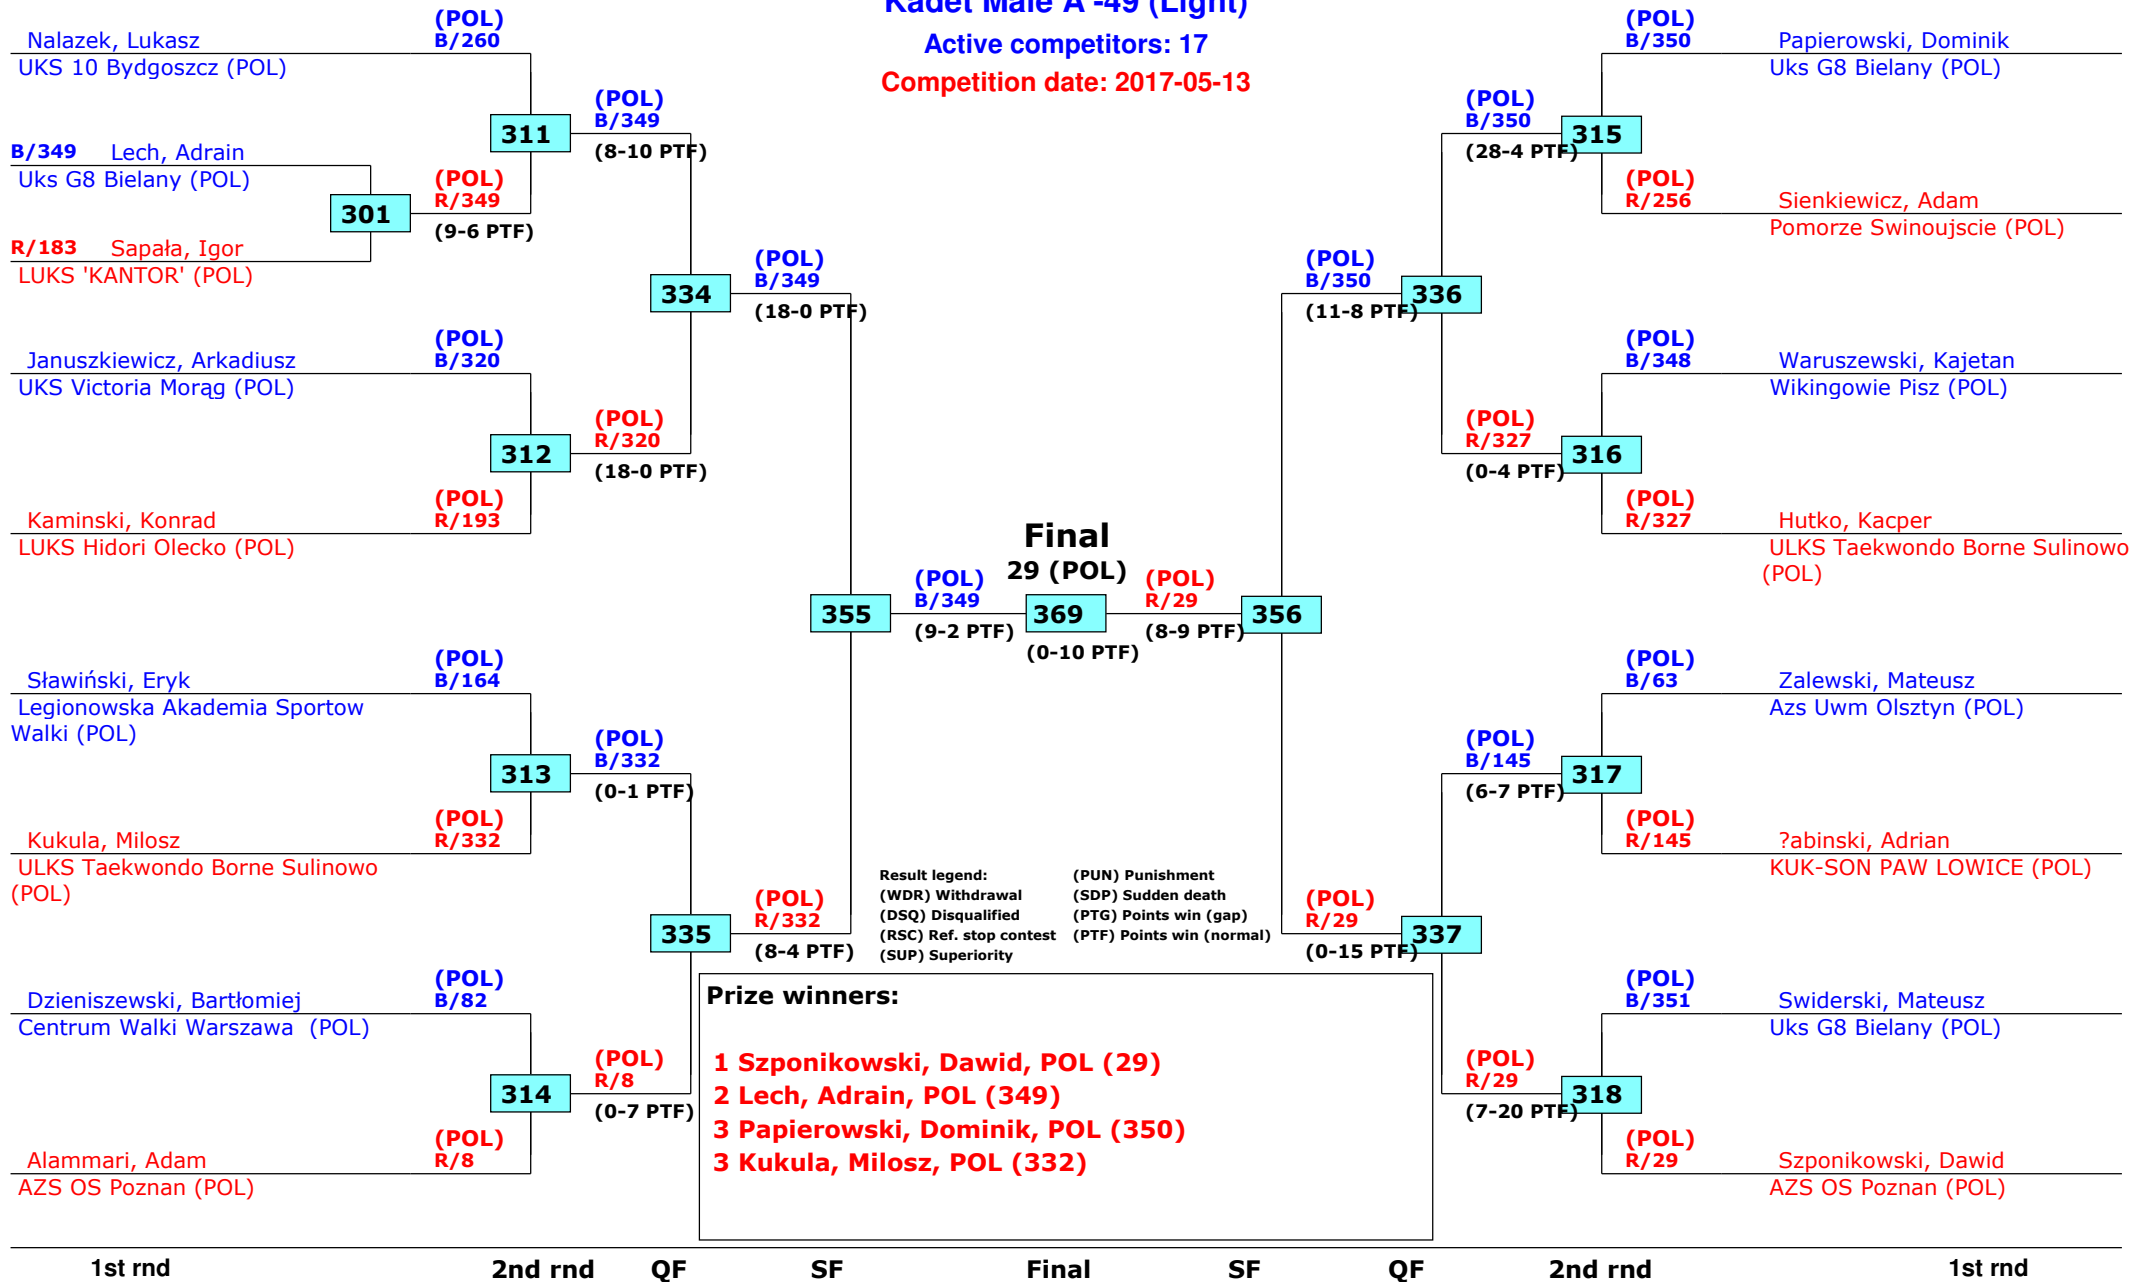 Kadet Male A -49 (Light)
Active competitors: 17
Competition date: 2017-05-13
(POL)
Nalazek, Lukasz B/260
UKS 10 Bydgoszcz (POL)
(POL)
B/349
311
(8-10 PTF)
B/349 Lech, Adrain
Uks G8 Bielany (POL)
(POL)
R/349
301
(9-6 PTF)
R/183 Sapała, Igor
LUKS 'KANTOR' (POL)
(POL)
B/349
334
(18-0 PTF)
(POL)
Januszkiewicz, Arkadiusz B/320
UKS Victoria Morąg (POL)
(POL)
R/320
312
(18-0 PTF)
(POL)
Kaminski, Konrad R/193
LUKS Hidori Olecko (POL)
355
(POL)
B/349
(9-2 PTF)
(POL)
Sławiński, Eryk B/164
Legionowska Akademia Sportow
Walki (POL)
(POL)
B/332
313
(0-1 PTF)
(POL)
Kukula, Milosz R/332
ULKS Taekwondo Borne Sulinowo
(POL)
(POL)
R/332
335
(8-4 PTF)
(POL)
Dzieniszewski, Bartłomiej B/82
Centrum Walki Warszawa (POL)
(POL)
R/8
314
(0-7 PTF)
(POL)
Alammari, Adam R/8
AZS OS Poznan (POL)
Final
29 (POL)
369
(0-10 PTF)
(POL)
R/29
356
(8-9 PTF)
(POL)
B/350 Papierowski, Dominik
Uks G8 Bielany (POL)
(POL)
B/350
315
(28-4 PTF)
(POL)
R/256 Sienkiewicz, Adam
Pomorze Swinoujscie (POL)
(POL)
B/350
336
(11-8 PTF)
(POL)
B/348 Waruszewski, Kajetan
Wikingowie Pisz (POL)
(POL)
R/327
316
(0-4 PTF)
(POL)
R/327 Hutko, Kacper
ULKS Taekwondo Borne Sulinowo
(POL)
(POL)
B/63 Zalewski, Mateusz
Azs Uwm Olsztyn (POL)
(POL)
B/145
317
(6-7 PTF)
(POL)
R/145 ?abinski, Adrian
KUK-SON PAW LOWICE (POL)
(POL)
R/29
337
(0-15 PTF)
(POL)
B/351 Swiderski, Mateusz
Uks G8 Bielany (POL)
(POL)
R/29
318
(7-20 PTF)
(POL)
R/29 Szponikowski, Dawid
AZS OS Poznan (POL)
Result legend: (PUN) Punishment
(WDR) Withdrawal (SDP) Sudden death
(DSQ) Disqualified (PTG) Points win (gap)
(RSC) Ref. stop contest (PTF) Points win (normal)
(SUP) Superiority
Prize winners:
1 Szponikowski, Dawid, POL (29)
2 Lech, Adrain, POL (349)
3 Papierowski, Dominik, POL (350)
3 Kukula, Milosz, POL (332)
1st rnd 2nd rnd QF SF Final SF QF 2nd rnd 1st rnd